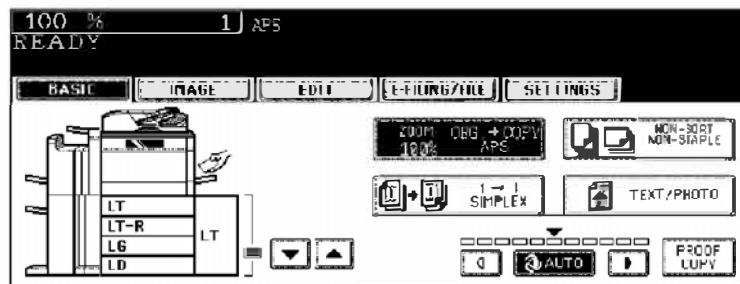 100 % 1 APS
READY
BASIC IMAGE EDIT E-FILING/FILE SETTINGS
ZOOM ORG → COPY
100% APS
NON-SORT
NON-STAPLE
1 → 1
SIMPLEX
TEXT/PHOTO
LT
LT-R
LG
LD
LT
AUTO
PROOF
COPY